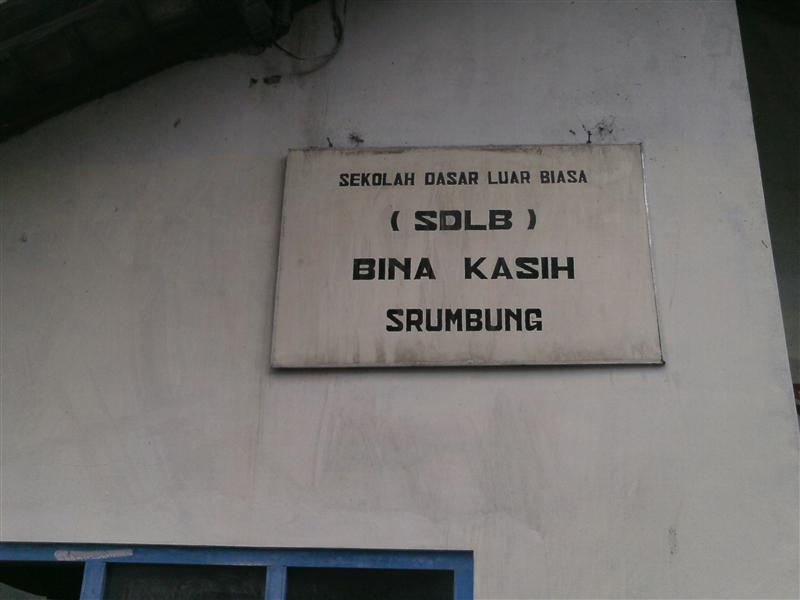 SEKOLAH DASAR LUAR BIASA
( SDLB )
BINA KASIH
SRUMBUNG